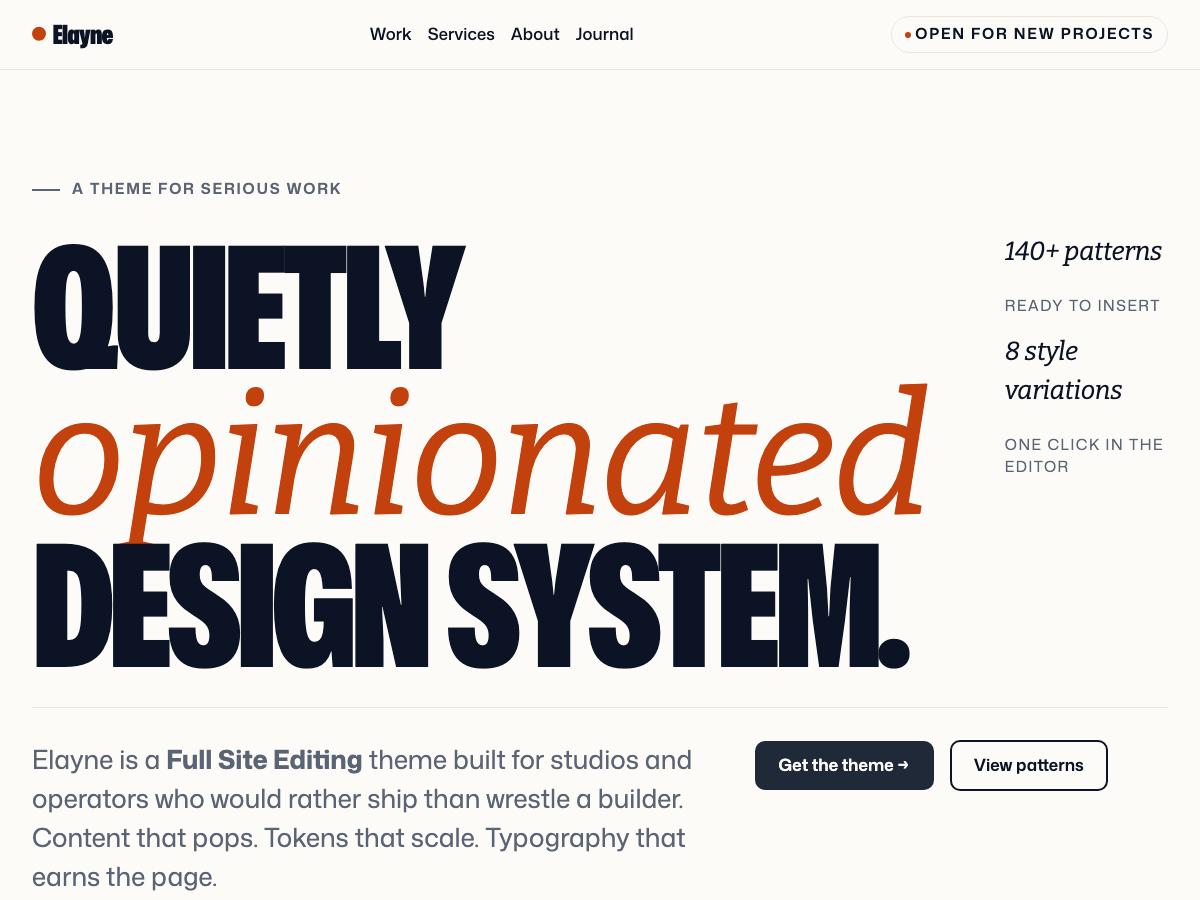 Elayne
Work Services About Journal
OPEN FOR NEW PROJECTS
A THEME FOR SERIOUS WORK
QUIETLY
opinionated
DESIGN SYSTEM.
140+ patterns
READY TO INSERT
8 style
variations
ONE CLICK IN THE
EDITOR
Elayne is a Full Site Editing theme built for studios and
operators who would rather ship than wrestle a builder.
Content that pops. Tokens that scale. Typography that
earns the page.
Get the theme →
View patterns